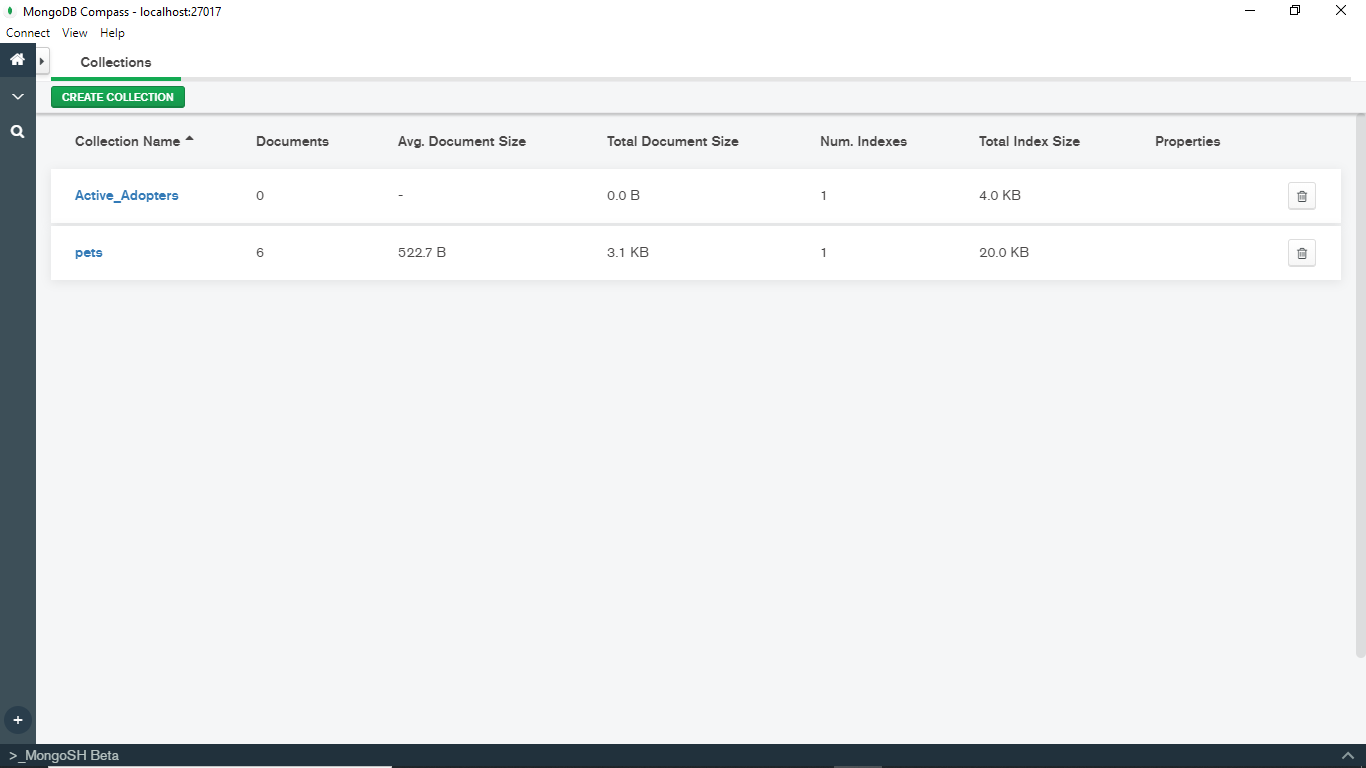 MongoDB Compass - localhost:27017
Connect View Help
Collections
CREATE COLLECTION
Collection Name Documents Avg. Document Size Total Document Size Num. Indexes Total Index Size Properties
Active_Adopters 0 - 0.0 B 1 4.0 KB
pets 6 522.7 B 3.1 KB 1 20.0 KB
>_MongoSH Beta